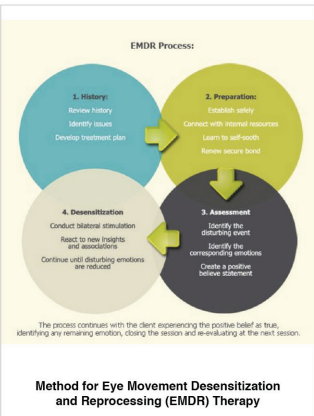 EMDR Process:
1. History:
Review history
Identify issues
Develop treatment plan
2. Preparation:
Establish safely
Connect with internal resources
Learn to self-sooth
Renew secure bond
4. Desensitization
Conduct bilateral stimulation
React to new insights
and associations
Continue until disturbing emotions
are reduced
3. Assessment
Identify the
disturbing event
Identify the
corresponding emotions
Create a positive
believe statement
The process continues with the client experiencing the positive belief as true,
identifying any remaining emotion, closing the session and re-evaluating at the next session.
Method for Eye Movement Desensitization
and Reprocessing (EMDR) Therapy